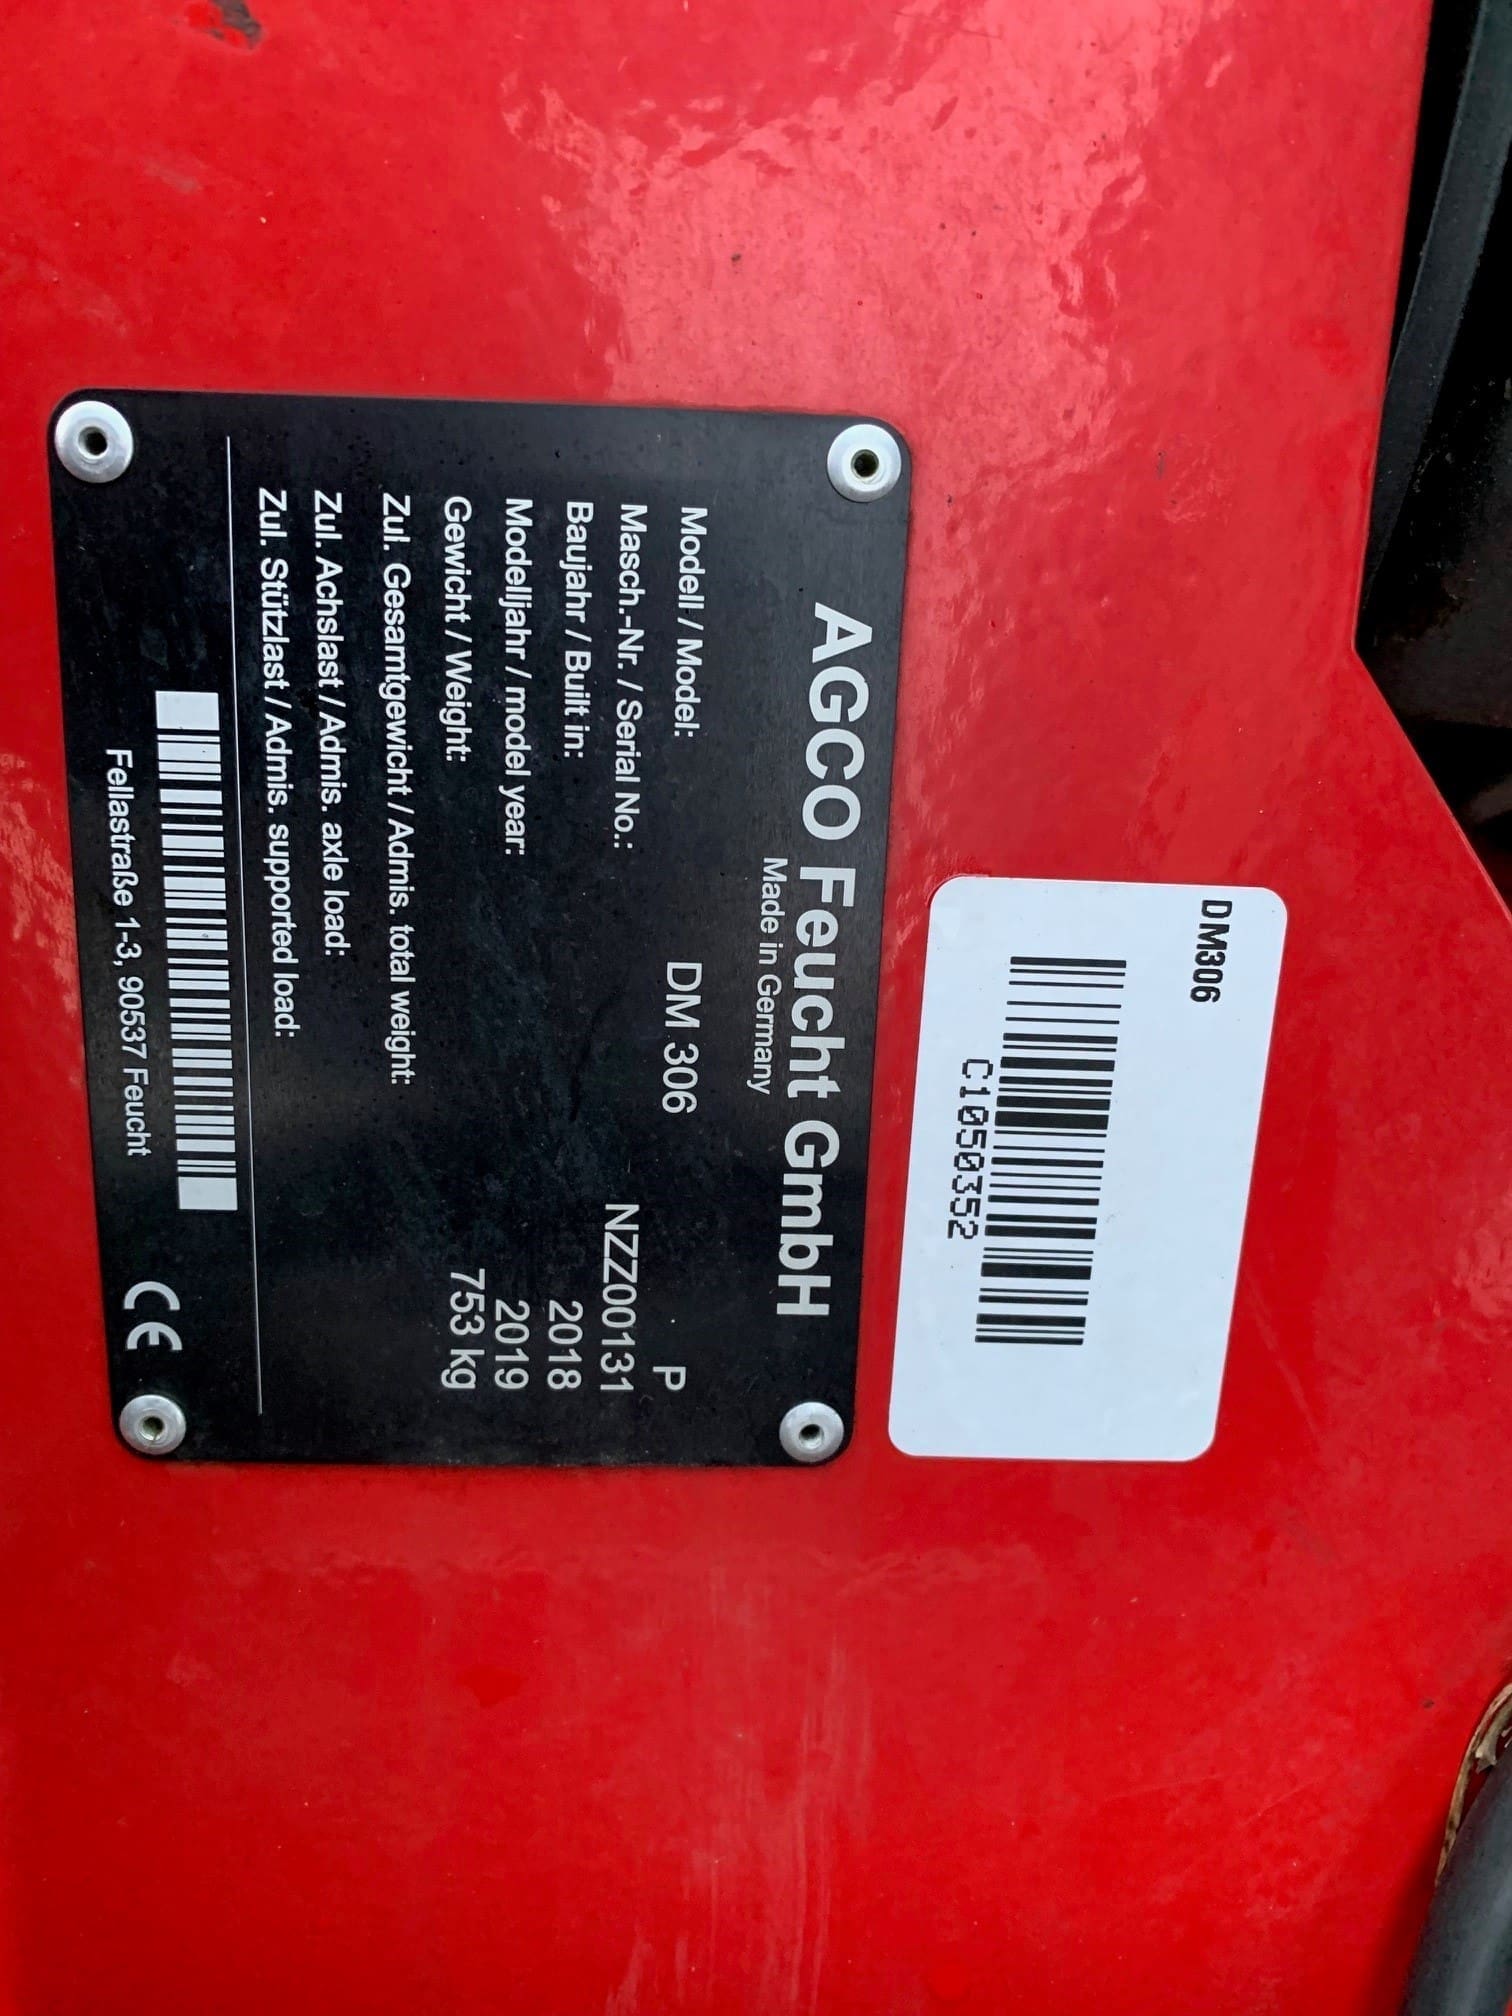 DM306
C1050352
AGCO Feucht GmbH
Made in Germany
Modell / Model: DM 306 P
Masch.-Nr. / Serial No.: NZZ00131
Baujahr / Built in: 2018
Modelljahr / model year: 2019
Gewicht / Weight: 753 kg
Zul. Gesamtgewicht / Admis. total weight:
Zul. Achslast / Admis. axle load:
Zul. Stützlast / Admis. supported load:
Fellastraße 1-3, 90537 Feucht
CE